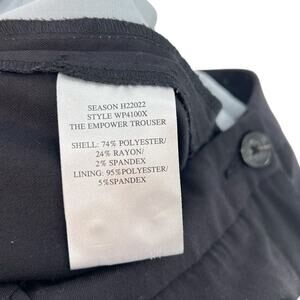 SEASON H22022
STYLE WP4100X
THE EMPOWER TROUSER
SHELL: 74% POLYESTER/
24% RAYON/
2% SPANDEX
LINING: 95%POLYESTER/
5%SPANDEX